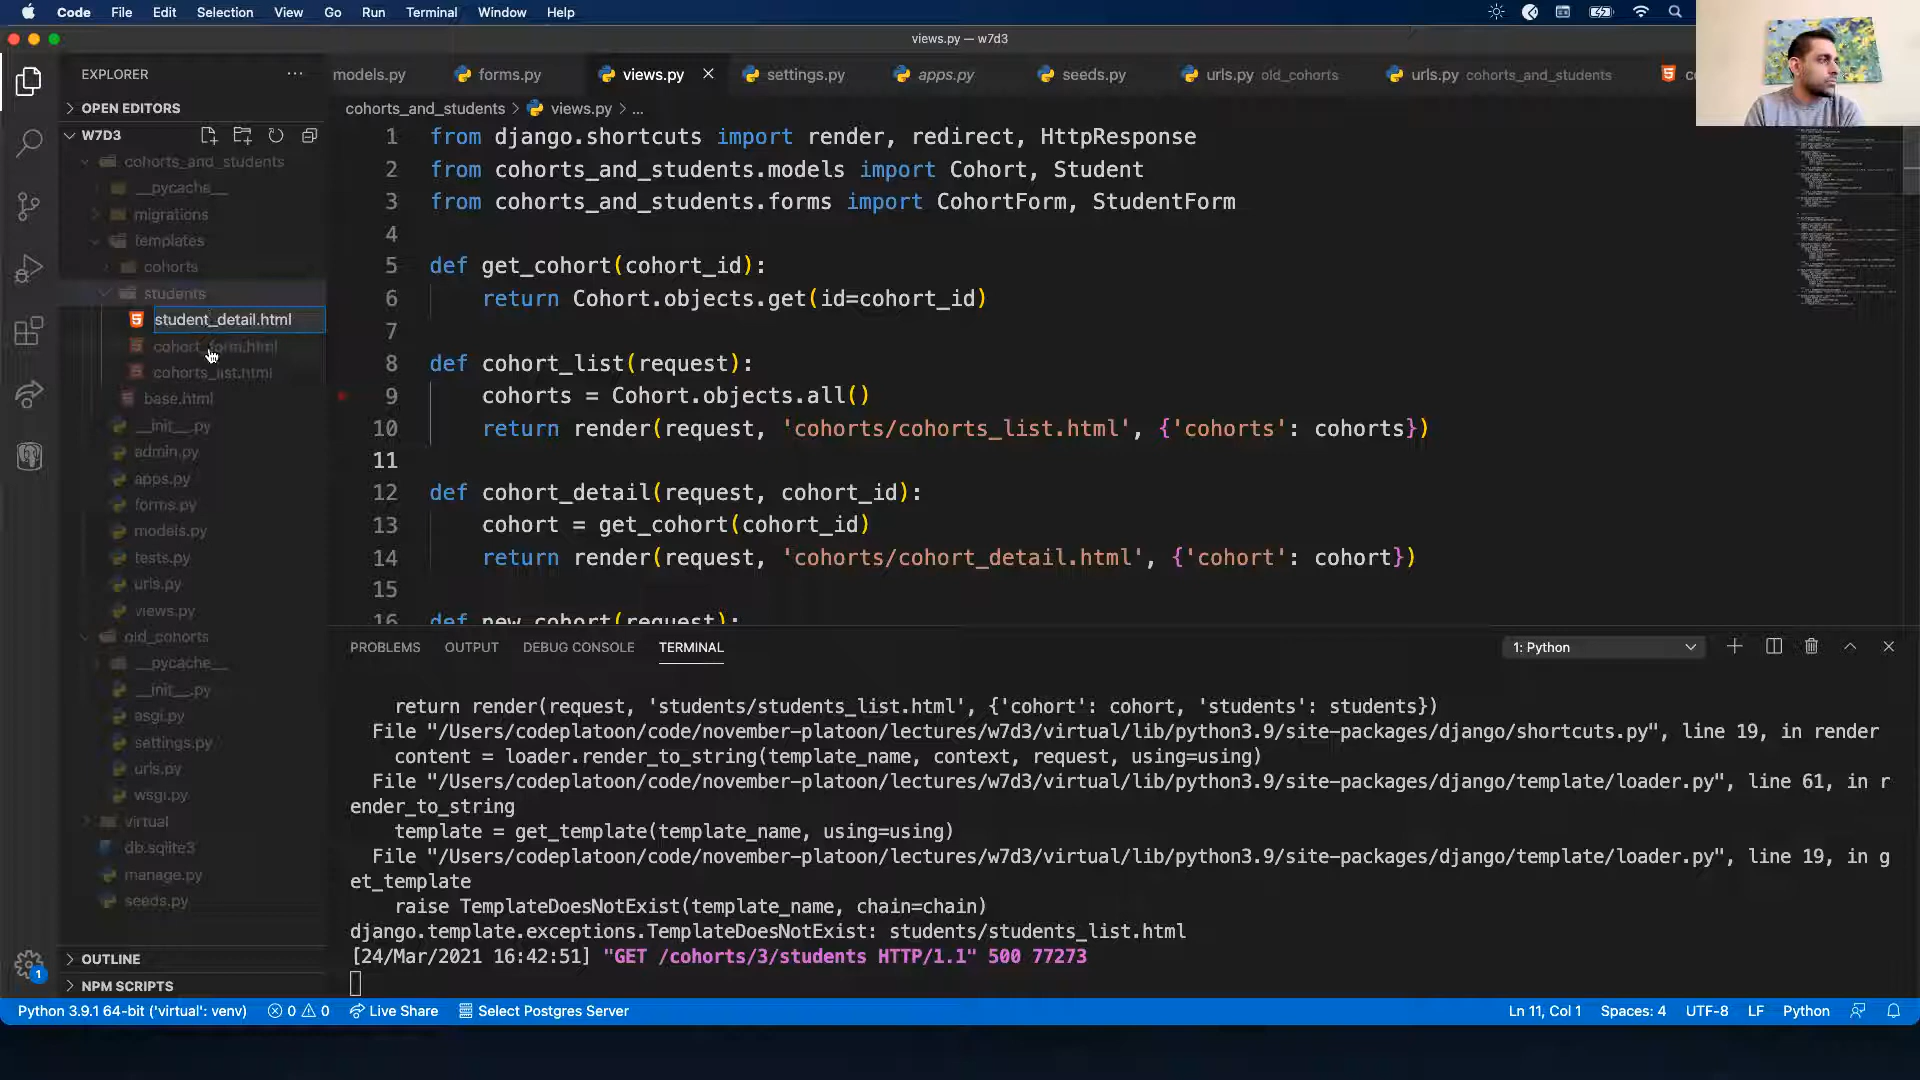 Code File Edit Selection View Go Run Terminal Window Help
views.py — w7d3
EXPLORER
models.py
forms.py
views.py
settings.py
apps.py
seeds.py
urls.py old_cohorts
urls.py cohorts_and_students
OPEN EDITORS
W7D3
cohorts_and_students
__pycache__
migrations
templates
cohorts
students
student_detail.html
cohort_form.html
cohorts_list.html
base.html
__init__.py
admin.py
apps.py
forms.py
models.py
tests.py
urls.py
views.py
old_cohorts
__pycache__
__init__.py
asgi.py
settings.py
urls.py
wsgi.py
virtual
db.sqlite3
manage.py
seeds.py
OUTLINE
NPM SCRIPTS
1
cohorts_and_students > views.py > ...
1 from django.shortcuts import render, redirect, HttpResponse
2 from cohorts_and_students.models import Cohort, Student
3 from cohorts_and_students.forms import CohortForm, StudentForm
4
5 def get_cohort(cohort_id):
6 return Cohort.objects.get(id=cohort_id)
7
8 def cohort_list(request):
9 cohorts = Cohort.objects.all()
10 return render(request, 'cohorts/cohorts_list.html', {'cohorts': cohorts})
11
12 def cohort_detail(request, cohort_id):
13 cohort = get_cohort(cohort_id)
14 return render(request, 'cohorts/cohort_detail.html', {'cohort': cohort})
15
16 def new_cohort(request):
PROBLEMS OUTPUT DEBUG CONSOLE TERMINAL
1: Python
return render(request, 'students/students_list.html', {'cohort': cohort, 'students': students})
File "/Users/codeplatoon/code/november-platoon/lectures/w7d3/virtual/lib/python3.9/site-packages/django/shortcuts.py", line 19, in render
content = loader.render_to_string(template_name, context, request, using=using)
File "/Users/codeplatoon/code/november-platoon/lectures/w7d3/virtual/lib/python3.9/site-packages/django/template/loader.py", line 61, in r
ender_to_string
template = get_template(template_name, using=using)
File "/Users/codeplatoon/code/november-platoon/lectures/w7d3/virtual/lib/python3.9/site-packages/django/template/loader.py", line 19, in g
et_template
raise TemplateDoesNotExist(template_name, chain=chain)
django.template.exceptions.TemplateDoesNotExist: students/students_list.html
[24/Mar/2021 16:42:51] "GET /cohorts/3/students HTTP/1.1" 500 77273
Python 3.9.1 64-bit ('virtual': venv) 0 0 Live Share Select Postgres Server
Ln 11, Col 1 Spaces: 4 UTF-8 LF Python